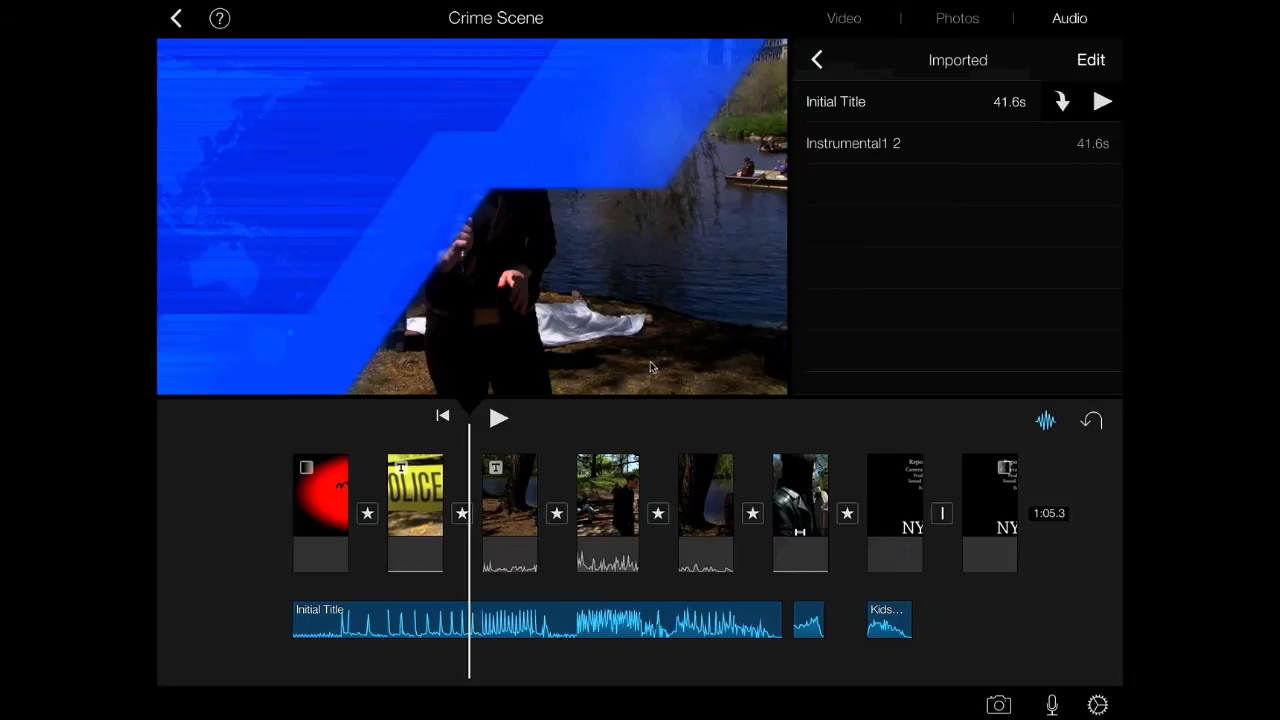 ?
Crime Scene
Video
Photos
Audio
Imported
Edit
Initial Title
41.6s
Instrumental1 2
41.6s
T
OLICE
T
NY
NY
1:05.3
Initial Title
Kids...